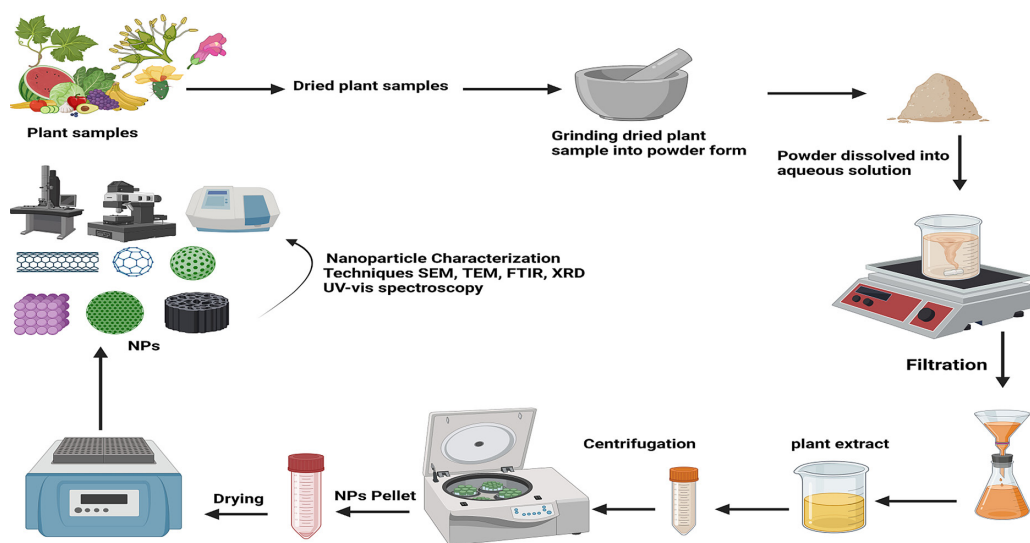 Plant samples
Dried plant samples
Grinding dried plant
sample into powder form
Powder dissolved into
aqueous solution
Filtration
plant extract
Centrifugation
NPs Pellet
Drying
NPs
Nanoparticle Characterization
Techniques SEM, TEM, FTIR, XRD
UV-vis spectroscopy